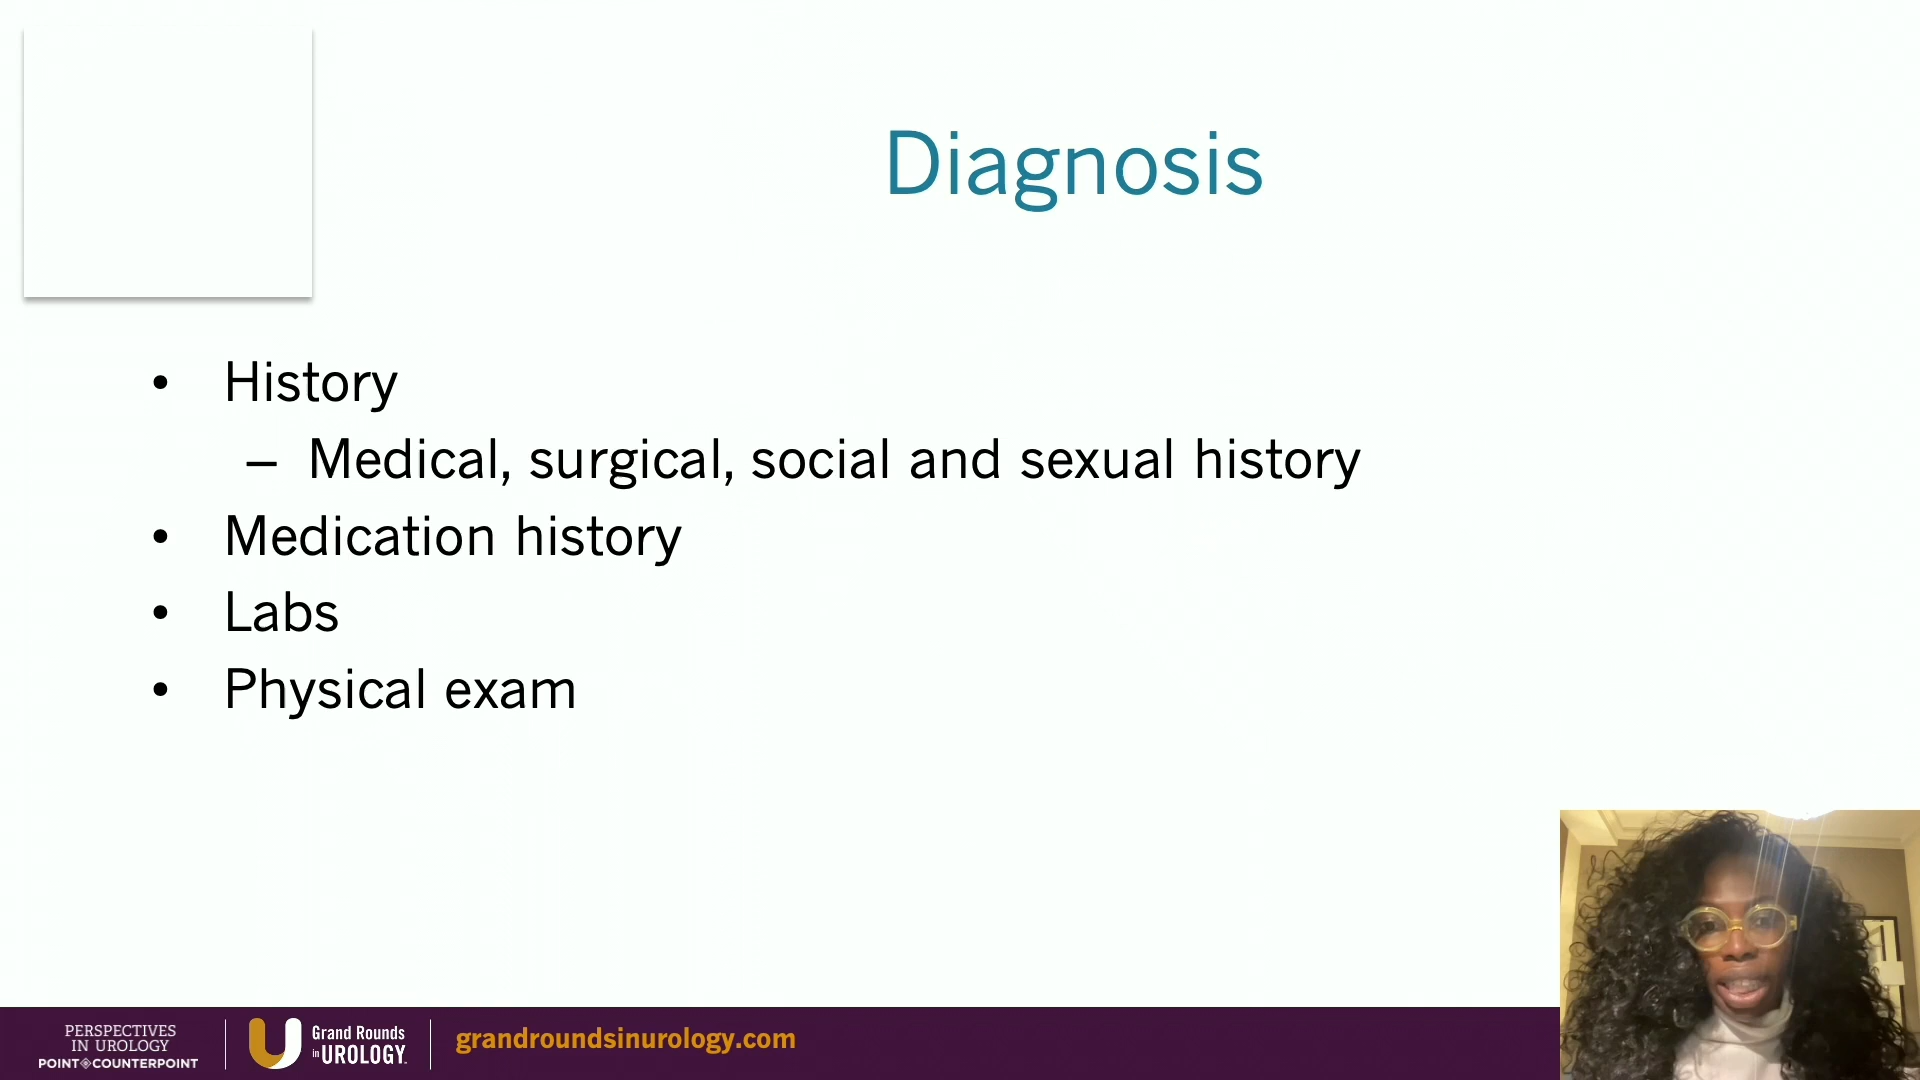 Diagnosis
• History
– Medical, surgical, social and sexual history
• Medication history
• Labs
• Physical exam
PERSPECTIVES
IN UROLOGY
POINT COUNTERPOINT
Grand Rounds
in UROLOGY
grandroundsinurology.com